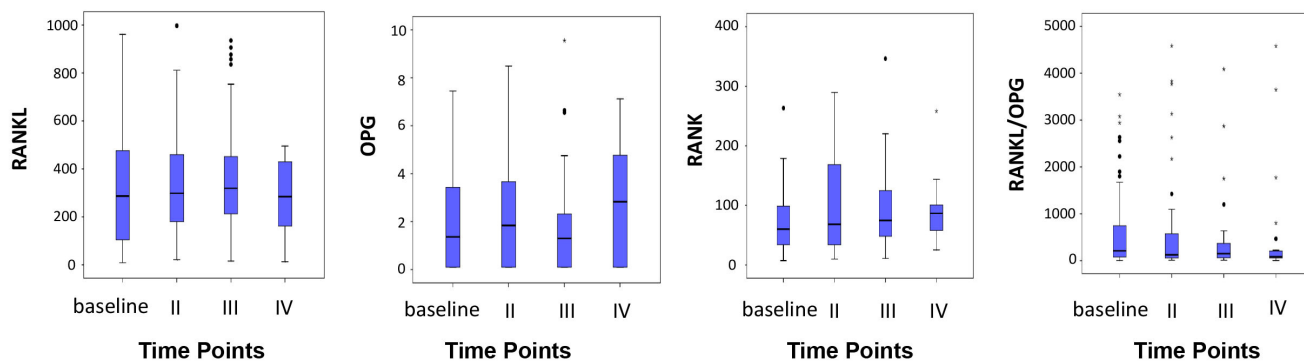 RANKL
1000
800
600
400
200
0
baseline II III IV
Time Points
OPG
10
8
6
4
2
0
baseline II III IV
Time Points
RANK
400
300
200
100
0
baseline II III IV
Time Points
RANKL/OPG
5000
4000
5000
2000
1000
0
baseline II III IV
Time Points